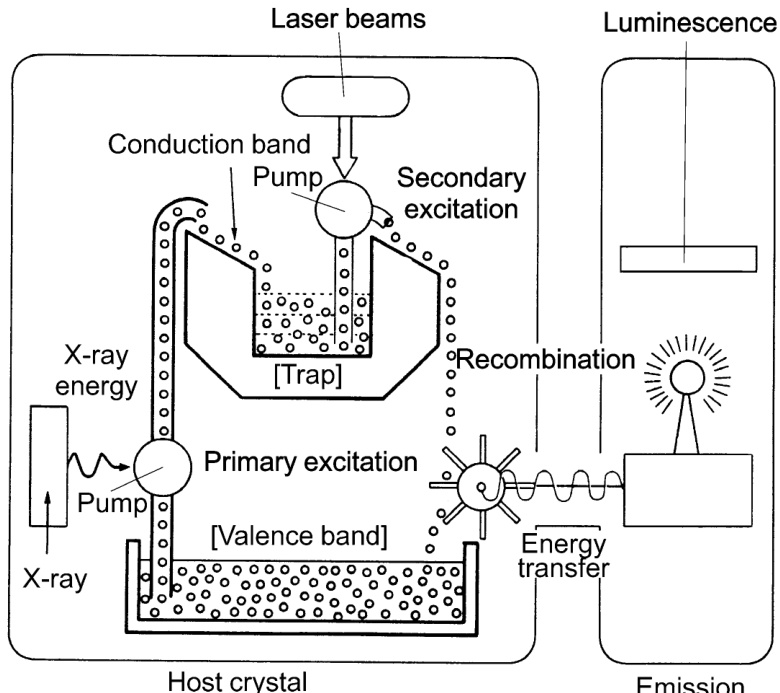 Laser beams
Luminescence
Conduction band
Pump
Secondary
excitation
X-ray
energy
[Trap]
Recombination
Primary excitation
Pump
[Valence band]
Energy
transfer
X-ray
Host crystal
Emission